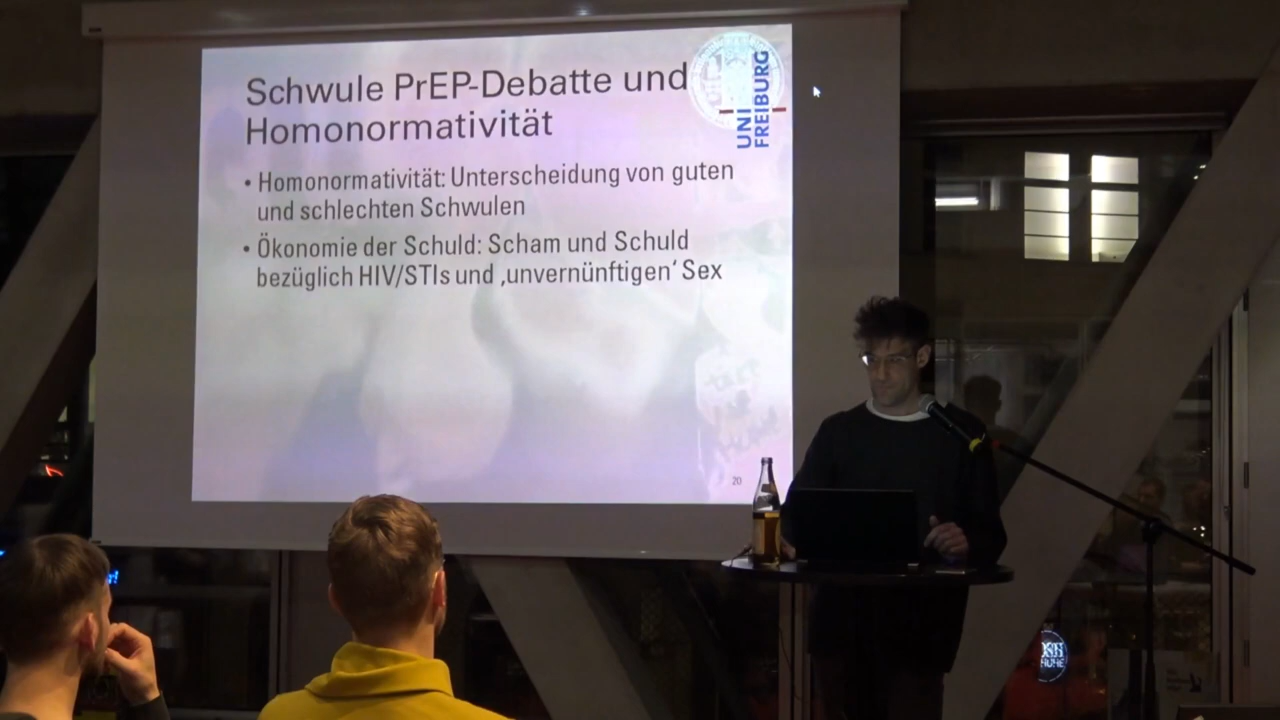 Schwule PrEP-Debatte und
Homonormativität
UNI
FREIBURG
• Homonormativität: Unterscheidung von guten
und schlechten Schwulen
• Ökonomie der Schuld: Scham und Schuld
bezüglich HIV/STIs und ‚unvernünftigen‘ Sex
20